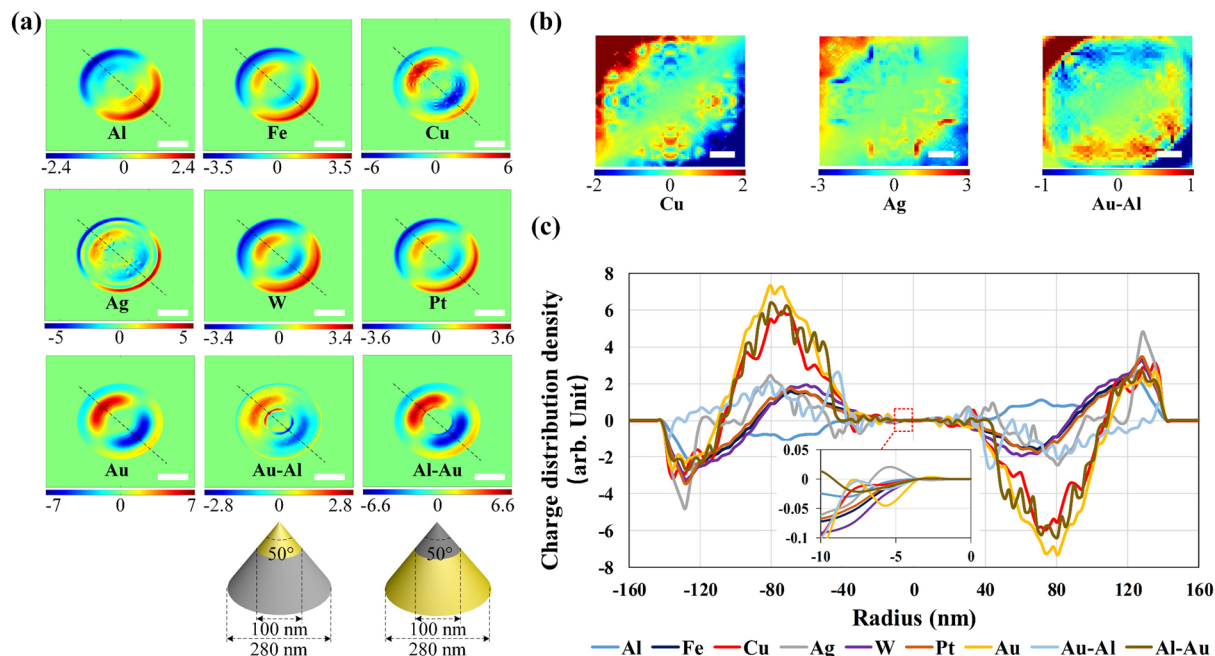 (a)
Al Fe Cu
-2.4 0 2.4 -3.5 0 3.5 -6 0 6
Ag W Pt
-5 0 5 -3.4 0 3.4 -3.6 0 3.6
Au Au-Al Al-Au
-7 0 7 -2.8 0 2.8 -6.6 0 6.6
50° 50°
100 nm 100 nm
280 nm 280 nm
(b)
-2 0 2 -3 0 3 -1 0 1
Cu Ag Au-Al
(c)
Charge distribution density
(arb. Unit)
8
6
4
2
0
-2
-4
-6
-8
0.05
0
-0.05
-0.1
-10 -5 0
-160 -120 -80 -40 0 40 80 120 160
Radius (nm)
Al Fe Cu Ag W Pt Au Au-Al Al-Au